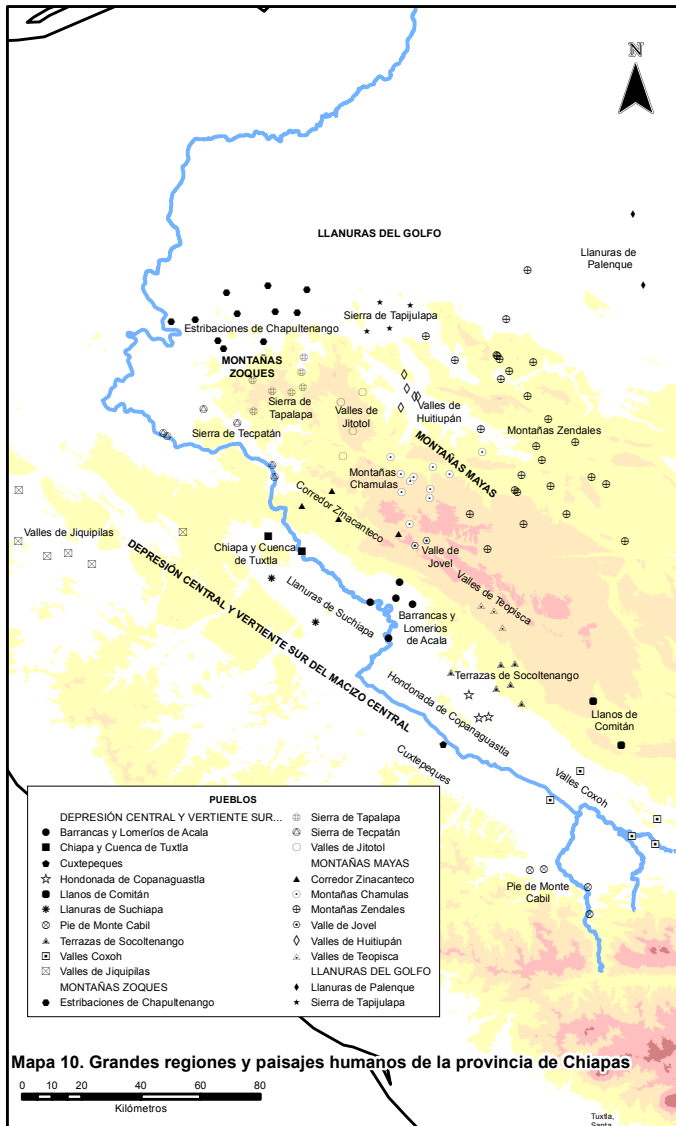 N
LLANURAS DEL GOLFO
Llanuras de
Palenque
Sierra de Tapijulapa
Estribaciones de Chapultenango
MONTAÑAS
ZOQUES
Sierra de
Tapalapa
Valles de
Jitotol
Valles de
Huitiupán
Sierra de Tecpatán
MONTAÑAS MAYAS
Montañas Zendales
Montañas
Chamulas
Corredor Zinacanteco
Valles de Jiquipilas
Chiapa y Cuenca
de Tuxtla
Valle de
Jovel
DEPRESIÓN CENTRAL Y VERTIENTE SUR DEL MACIZO CENTRAL
Llanuras de Suchiapa
Valles de Teopisca
Barrancas y
Lomeríos
de Acala
Terrazas de Socoltenango
Hondonada de Copanaguastla
Llanos de
Comitán
Cuxtepeques
Valles Coxoh
Pie de Monte
Cabil
PUEBLOS
DEPRESIÓN CENTRAL Y VERTIENTE SUR...
Barrancas y Lomeríos de Acala
Chiapa y Cuenca de Tuxtla
Cuxtepeques
Hondonada de Copanaguastla
Llanos de Comitán
Llanuras de Suchiapa
Pie de Monte Cabil
Terrazas de Socoltenango
Valles Coxoh
Valles de Jiquipilas
MONTAÑAS ZOQUES
Estribaciones de Chapultenango
Sierra de Tapalapa
Sierra de Tecpatán
Valles de Jitotol
MONTAÑAS MAYAS
Corredor Zinacanteco
Montañas Chamulas
Montañas Zendales
Valle de Jovel
Valles de Huitiupán
Valles de Teopisca
LLANURAS DEL GOLFO
Llanuras de Palenque
Sierra de Tapijulapa
Mapa 10. Grandes regiones y paisajes humanos de la provincia de Chiapas
0 10 20 40 60 80
Kilómetros
Tuxtla,
Santa